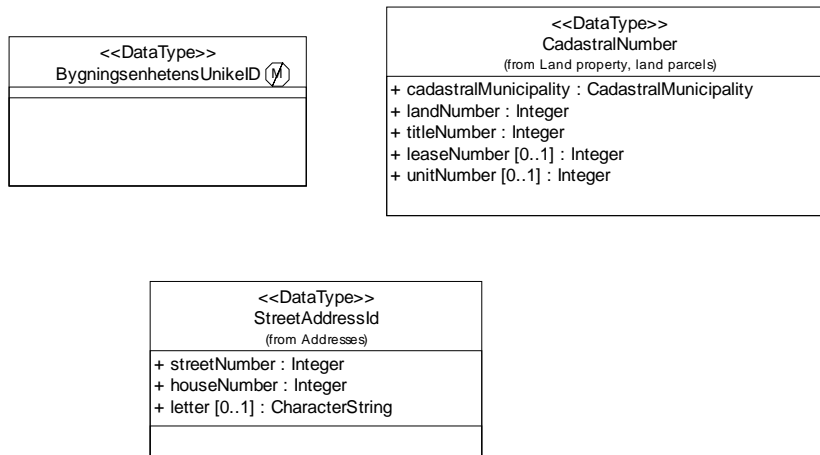 <<DataType>>
BygningsenhetensUnikeID M
<<DataType>>
CadastralNumber
(from Land property, land parcels)
+ cadastralMunicipality : CadastralMunicipality
+ landNumber : Integer
+ titleNumber : Integer
+ leaseNumber [0..1] : Integer
+ unitNumber [0..1] : Integer
<<DataType>>
StreetAddressId
(from Addresses)
+ streetNumber : Integer
+ houseNumber : Integer
+ letter [0..1] : CharacterString